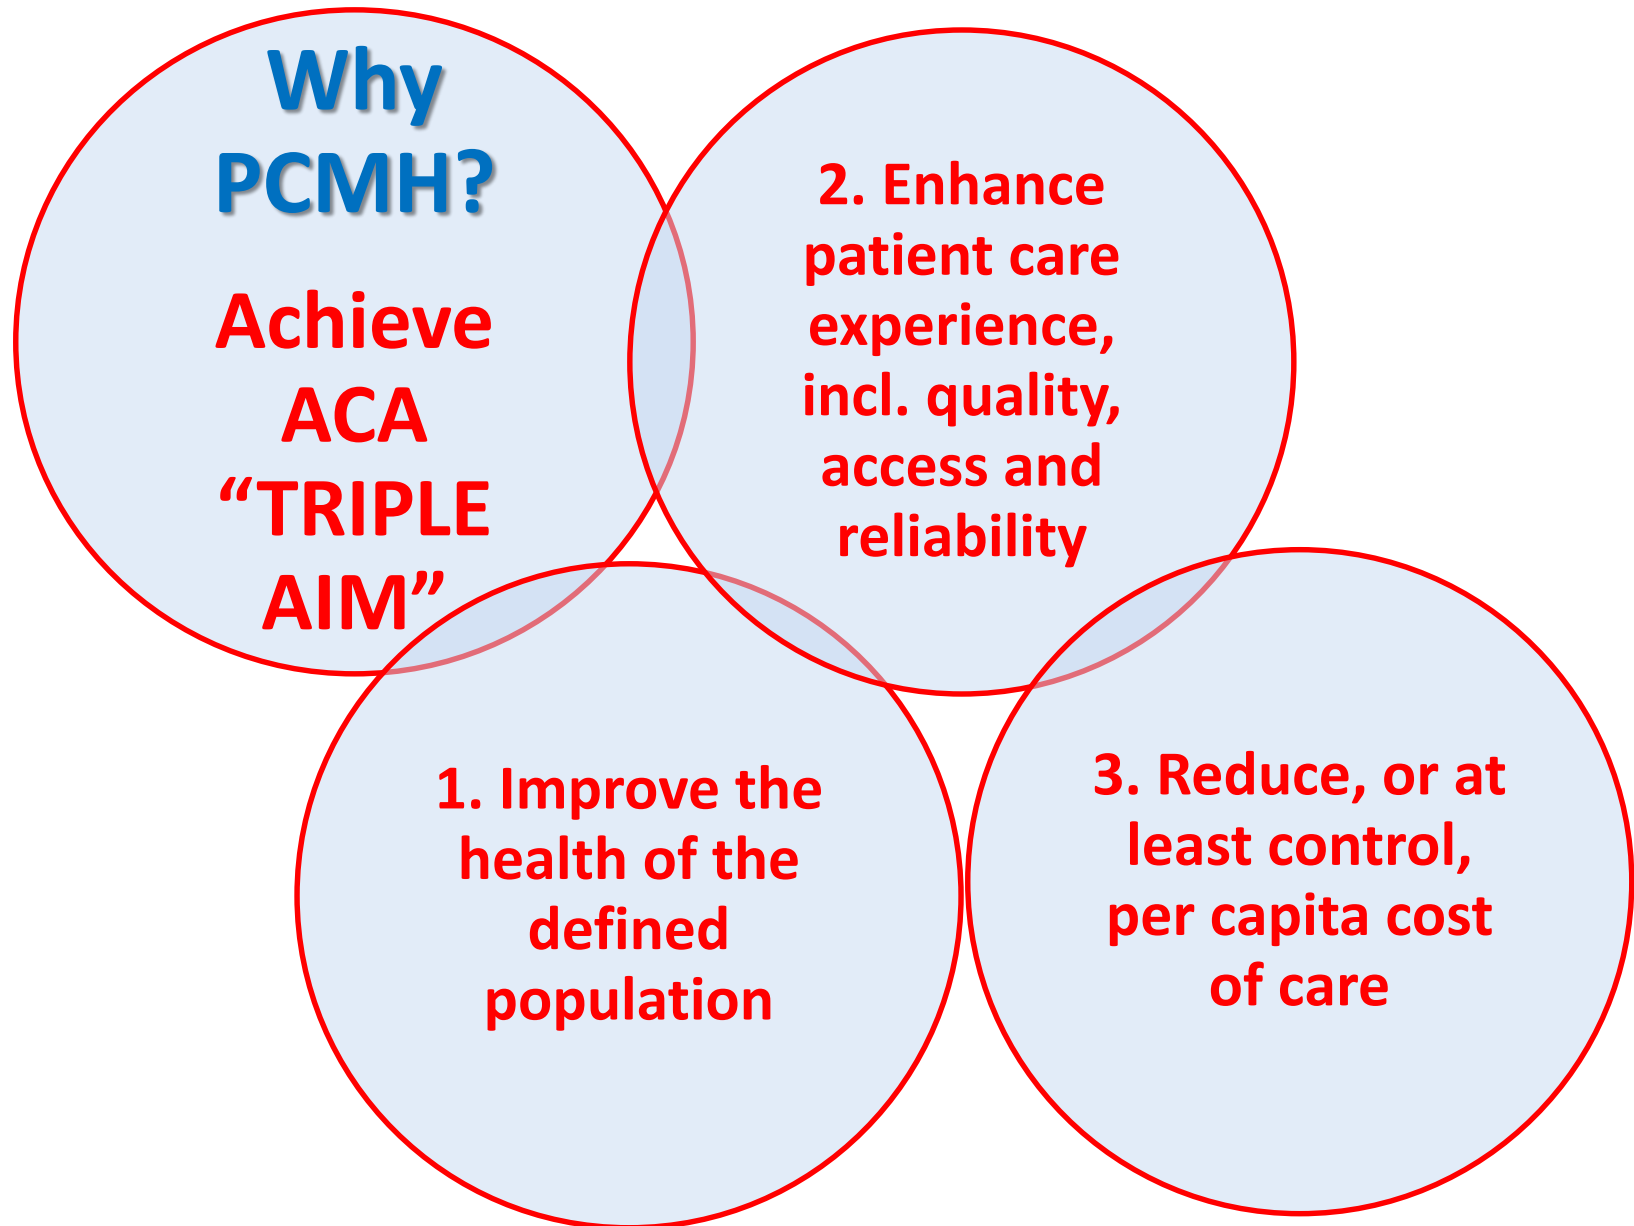 Why
PCMH?
Achieve
ACA
“TRIPLE
AIM”
2. Enhance
patient care
experience,
incl. quality,
access and
reliability
1. Improve the
health of the
defined
population
3. Reduce, or at
least control,
per capita cost
of care